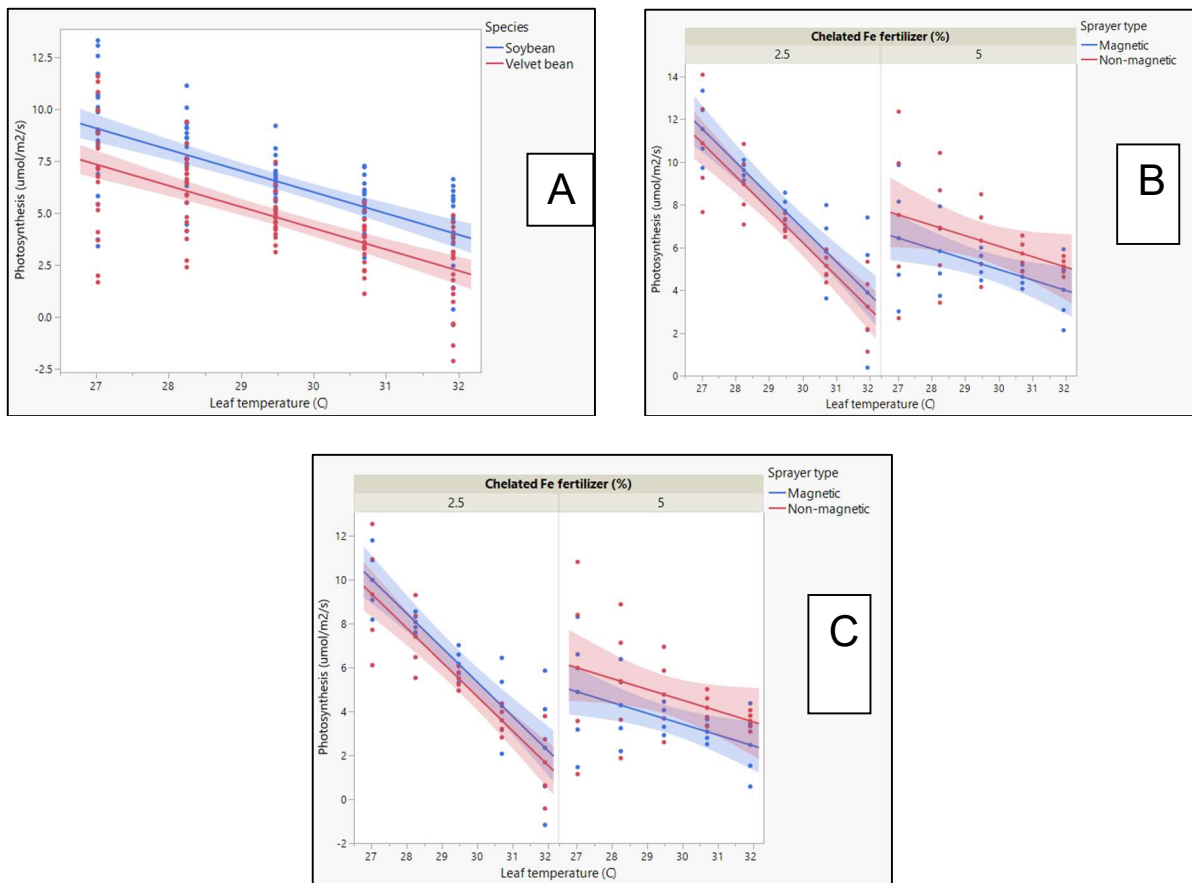 Species
Soybean
Velvet bean
Photosynthesis (umol/m2/s)
12.5
10.0
7.5
5.0
2.5
0.0
-2.5
27 28 29 30 31 32
Leaf temperature (C)
A
Chelated Fe fertilizer (%)
2.5 5
Sprayer type
Magnetic
Non-magnetic
Photosynthesis (umol/m2/s)
14
12
10
8
6
4
2
0
27 28 29 30 31 32 27 28 29 30 31 32
Leaf temperature (C)
B
Chelated Fe fertilizer (%)
2.5 5
Sprayer type
Magnetic
Non-magnetic
Photosynthesis (umol/m2/s)
12
10
8
6
4
2
0
-2
27 28 29 30 31 32 27 28 29 30 31 32
Leaf temperature (C)
C